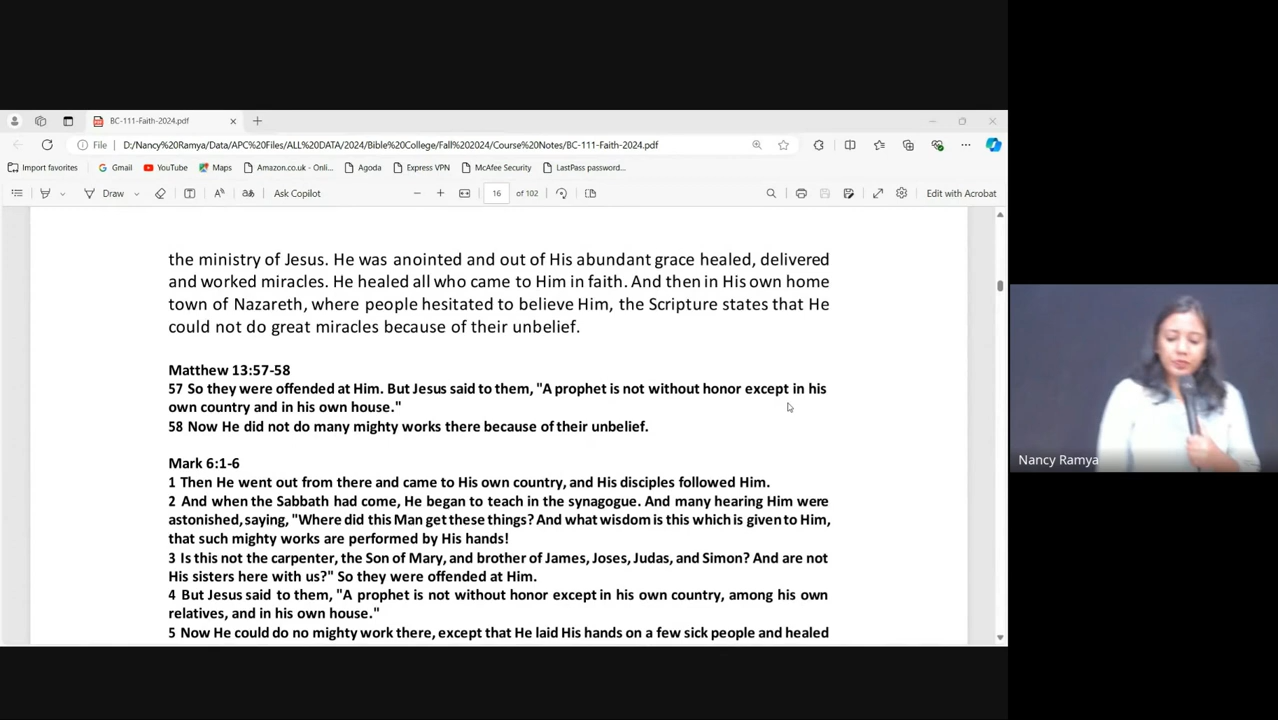 BC-111-Faith-2024.pdf
File D:/Nancy%20Ramya/Data/APC%20Files/ALL%20DATA/2024/Bible%20College/Fall%202024/Course%20Notes/BC-111-Faith-2024.pdf
Import favorites Gmail YouTube Maps Amazon.co.uk - Onli... Agoda Express VPN McAfee Security LastPass password...
Draw Ask Copilot 16 of 102 Edit with Acrobat
the ministry of Jesus. He was anointed and out of His abundant grace healed, delivered
and worked miracles. He healed all who came to Him in faith. And then in His own home
town of Nazareth, where people hesitated to believe Him, the Scripture states that He
could not do great miracles because of their unbelief.
Matthew 13:57-58
57 So they were offended at Him. But Jesus said to them, "A prophet is not without honor except in his
own country and in his own house."
58 Now He did not do many mighty works there because of their unbelief.
Mark 6:1-6
1 Then He went out from there and came to His own country, and His disciples followed Him.
2 And when the Sabbath had come, He began to teach in the synagogue. And many hearing Him were
astonished, saying, "Where did this Man get these things? And what wisdom is this which is given to Him,
that such mighty works are performed by His hands!
3 Is this not the carpenter, the Son of Mary, and brother of James, Joses, Judas, and Simon? And are not
His sisters here with us?" So they were offended at Him.
4 But Jesus said to them, "A prophet is not without honor except in his own country, among his own
relatives, and in his own house."
5 Now He could do no mighty work there, except that He laid His hands on a few sick people and healed
Nancy Ramya